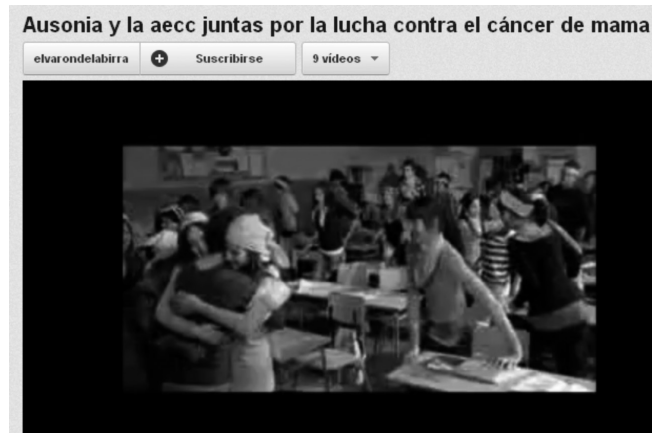 Ausonia y la aecc juntas por la lucha contra el cáncer de mama
elvarondelabirra Suscribirse 9 vídeos